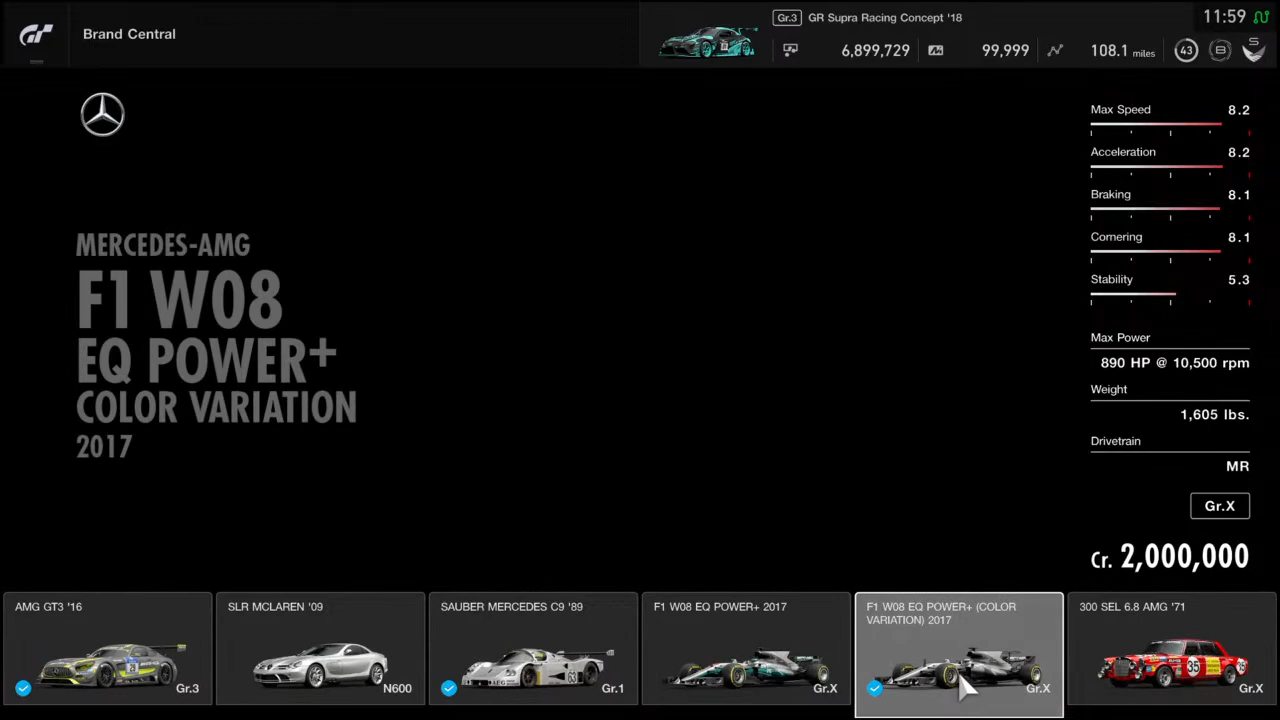 Brand Central
Gr.3 GR Supra Racing Concept '18
11:59
6,899,729
99,999
108.1 miles
43
B
S
MERCEDES-AMG
F1 W08
EQ POWER+
COLOR VARIATION
2017
Max Speed 8.2
Acceleration 8.2
Braking 8.1
Cornering 8.1
Stability 5.3
Max Power
890 HP @ 10,500 rpm
Weight
1,605 lbs.
Drivetrain
MR
Gr.X
Cr. 2,000,000
AMG GT3 '16
Gr.3
SLR MCLAREN '09
N600
SAUBER MERCEDES C9 '89
Gr.1
F1 W08 EQ POWER+ 2017
Gr.X
F1 W08 EQ POWER+ (COLOR
VARIATION) 2017
Gr.X
300 SEL 6.8 AMG '71
35
Gr.X